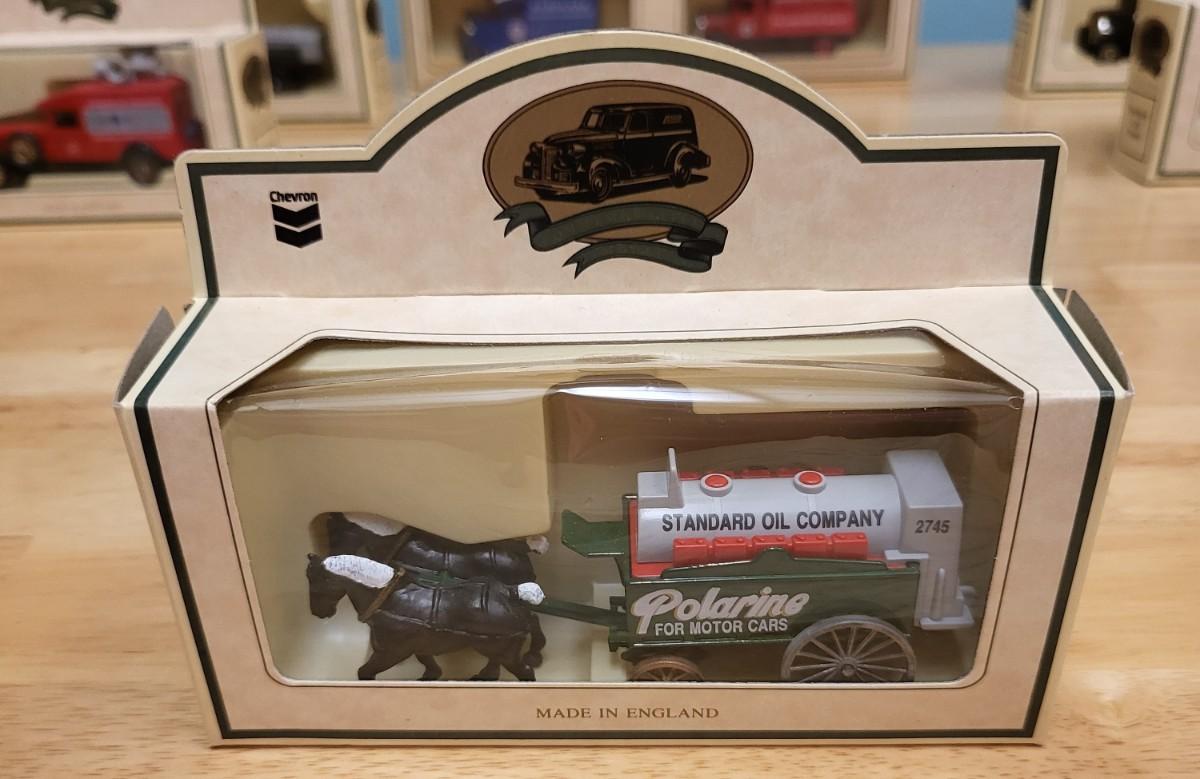 Chevron
STANDARD OIL COMPANY
2745
Polarine
FOR MOTOR CARS
MADE IN ENGLAND